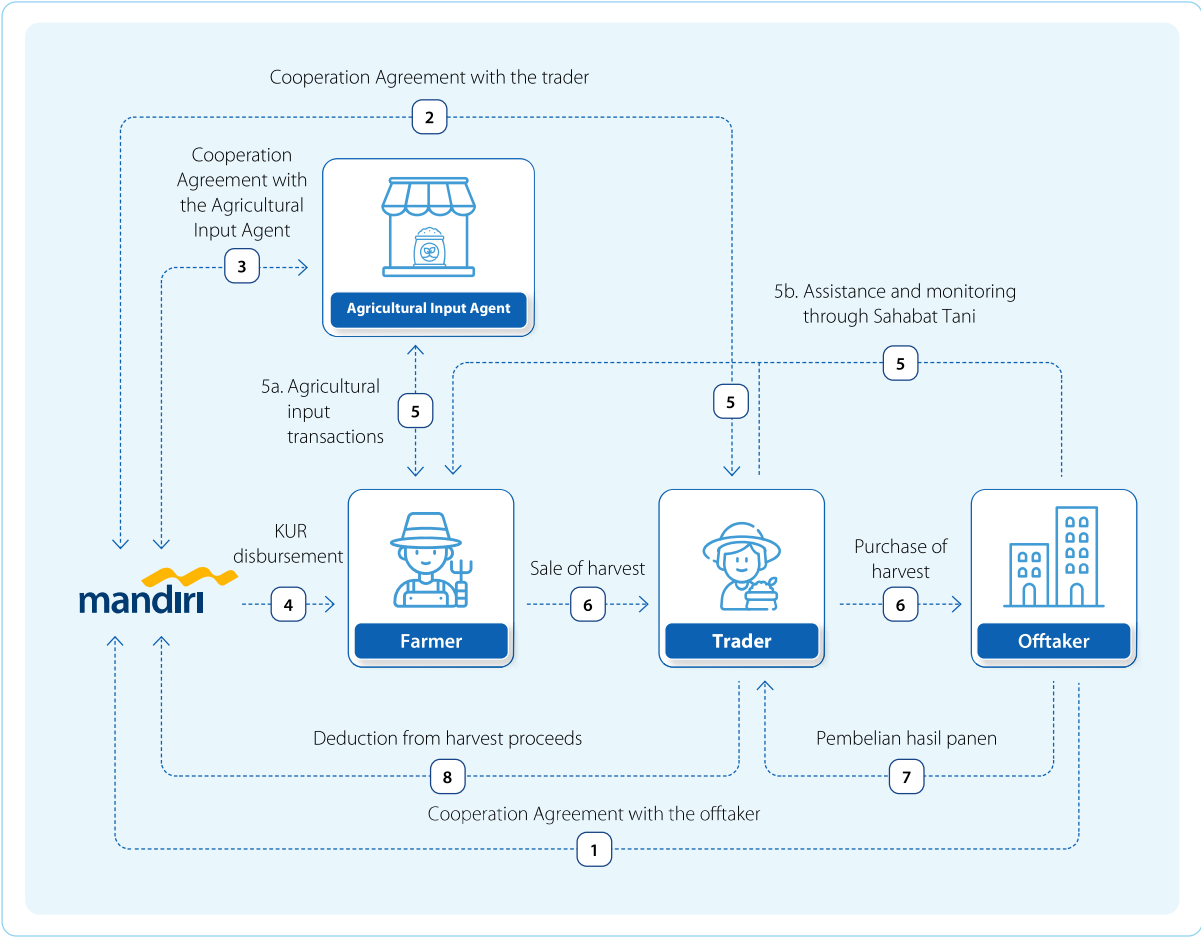 Cooperation Agreement with the trader
2
Cooperation
Agreement with
the Agricultural
Input Agent
3
Agricultural Input Agent
5b. Assistance and monitoring
through Sahabat Tani
5
5a. Agricultural
input
transactions
5
5
KUR
disbursement
4
mandiri
Farmer
Sale of harvest
6
Trader
Purchase of
harvest
6
Offtaker
Deduction from harvest proceeds
8
Pembelian hasil panen
7
Cooperation Agreement with the offtaker
1